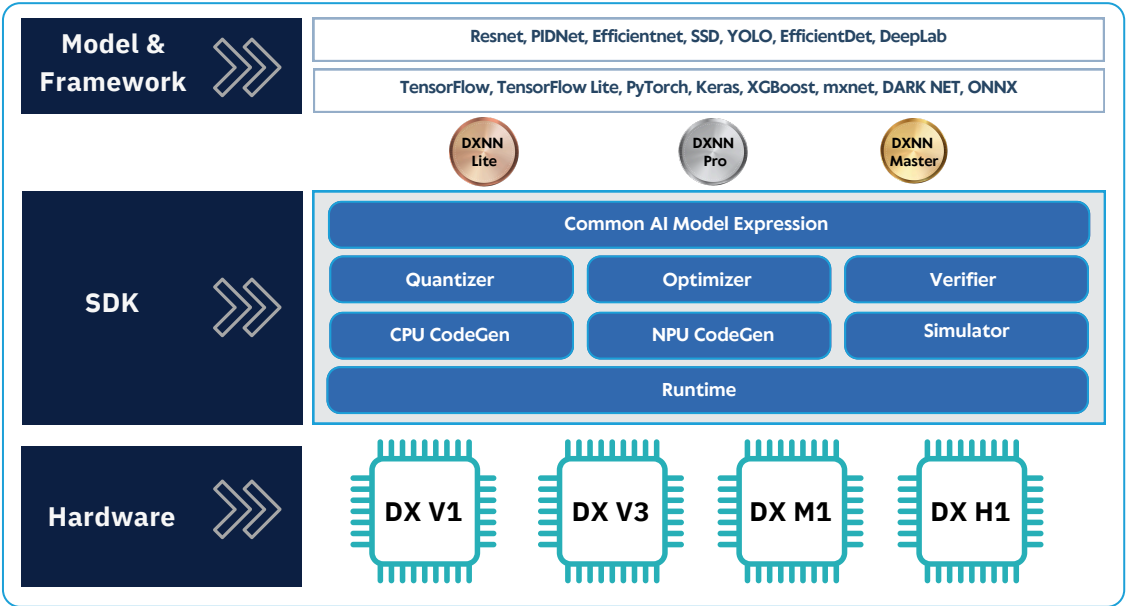 Model &
Framework
Resnet, PIDNet, Efficientnet, SSD, YOLO, EfficientDet, DeepLab
TensorFlow, TensorFlow Lite, PyTorch, Keras, XGBoost, mxnet, DARK NET, ONNX
DXNN
Lite
DXNN
Pro
DXNN
Master
SDK
Common AI Model Expression
Quantizer
Optimizer
Verifier
CPU CodeGen
NPU CodeGen
Simulator
Runtime
Hardware
DX V1
DX V3
DX M1
DX H1